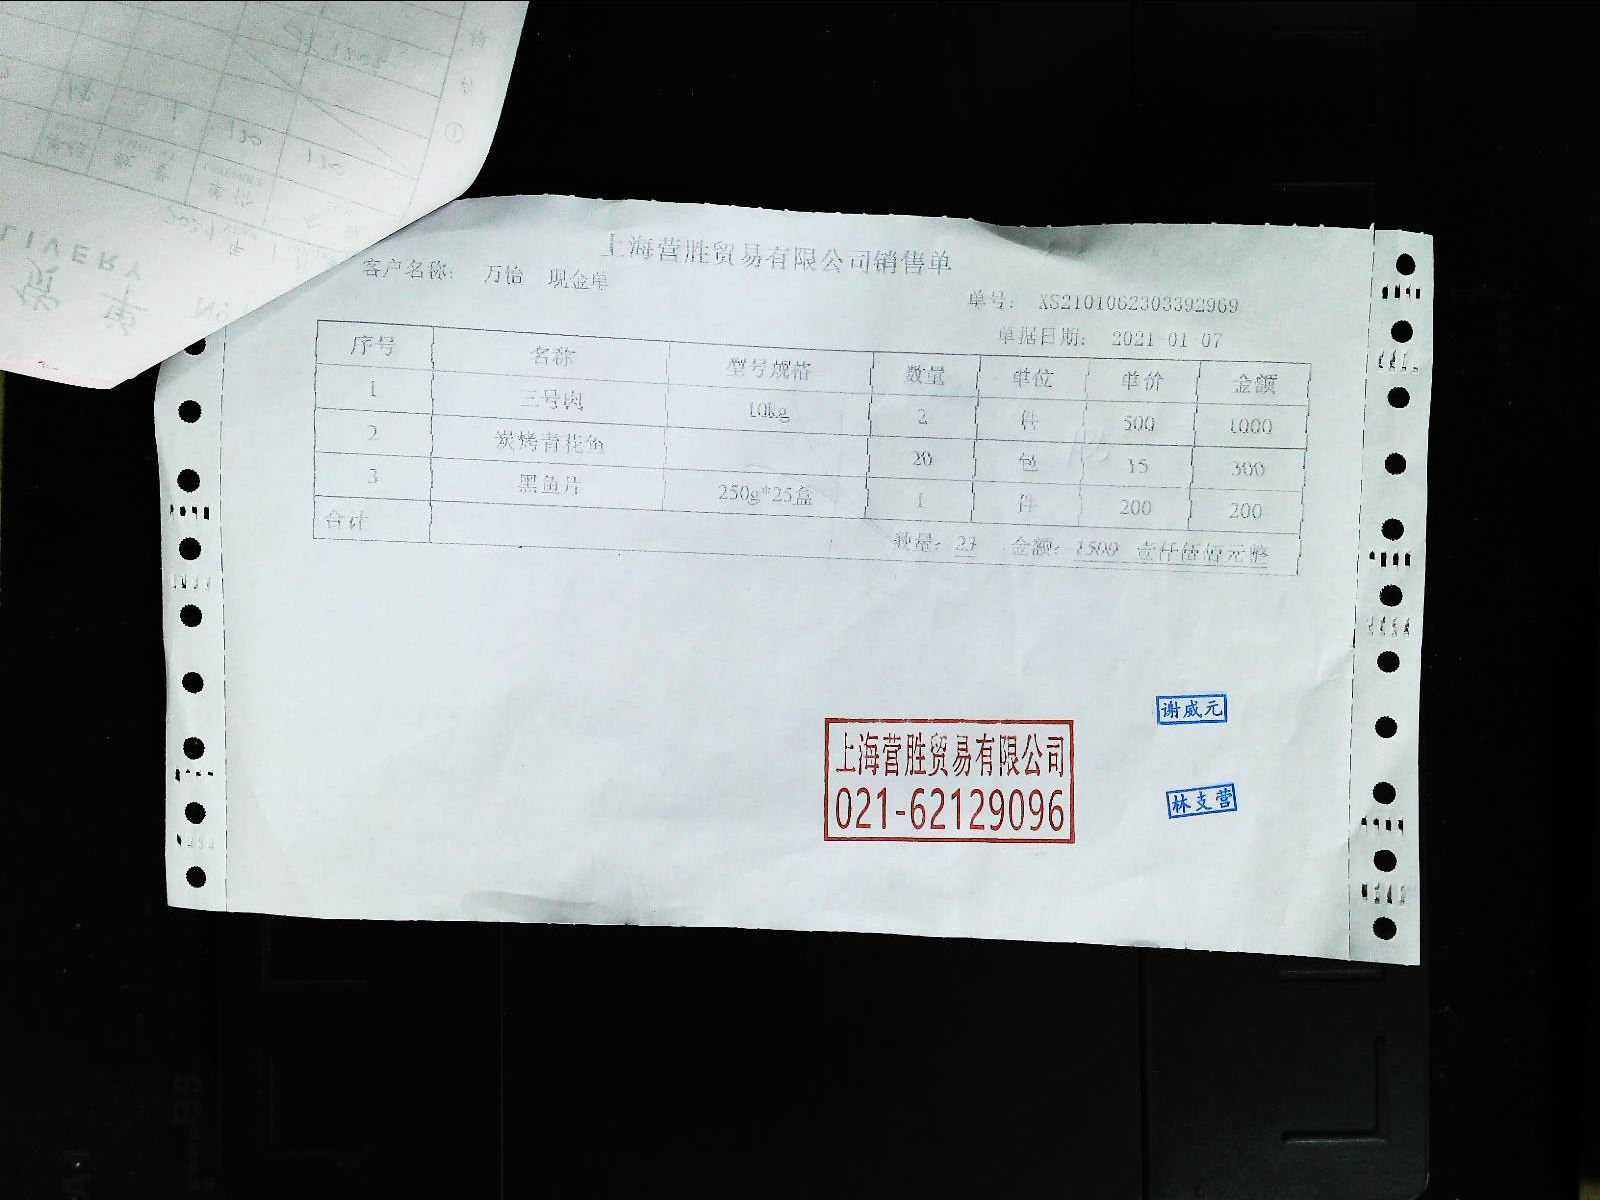 上海营胜贸易有限公司销售单
客户名称： 万怡 现金单
单号： XS21010623033392969
单据日期： 2021-01-07
序号 名称 型号规格 数量 单位 单价 金额
1 三号肉 10kg 2 件 500 1000
2 炭烤青花鱼 20 包 15 300
3 黑鱼片 250g*25盒 1 件 200 200
合计 数量：23 金额：1500 壹仟伍佰元整
谢威元
上海营胜贸易有限公司
021-62129096
林支营